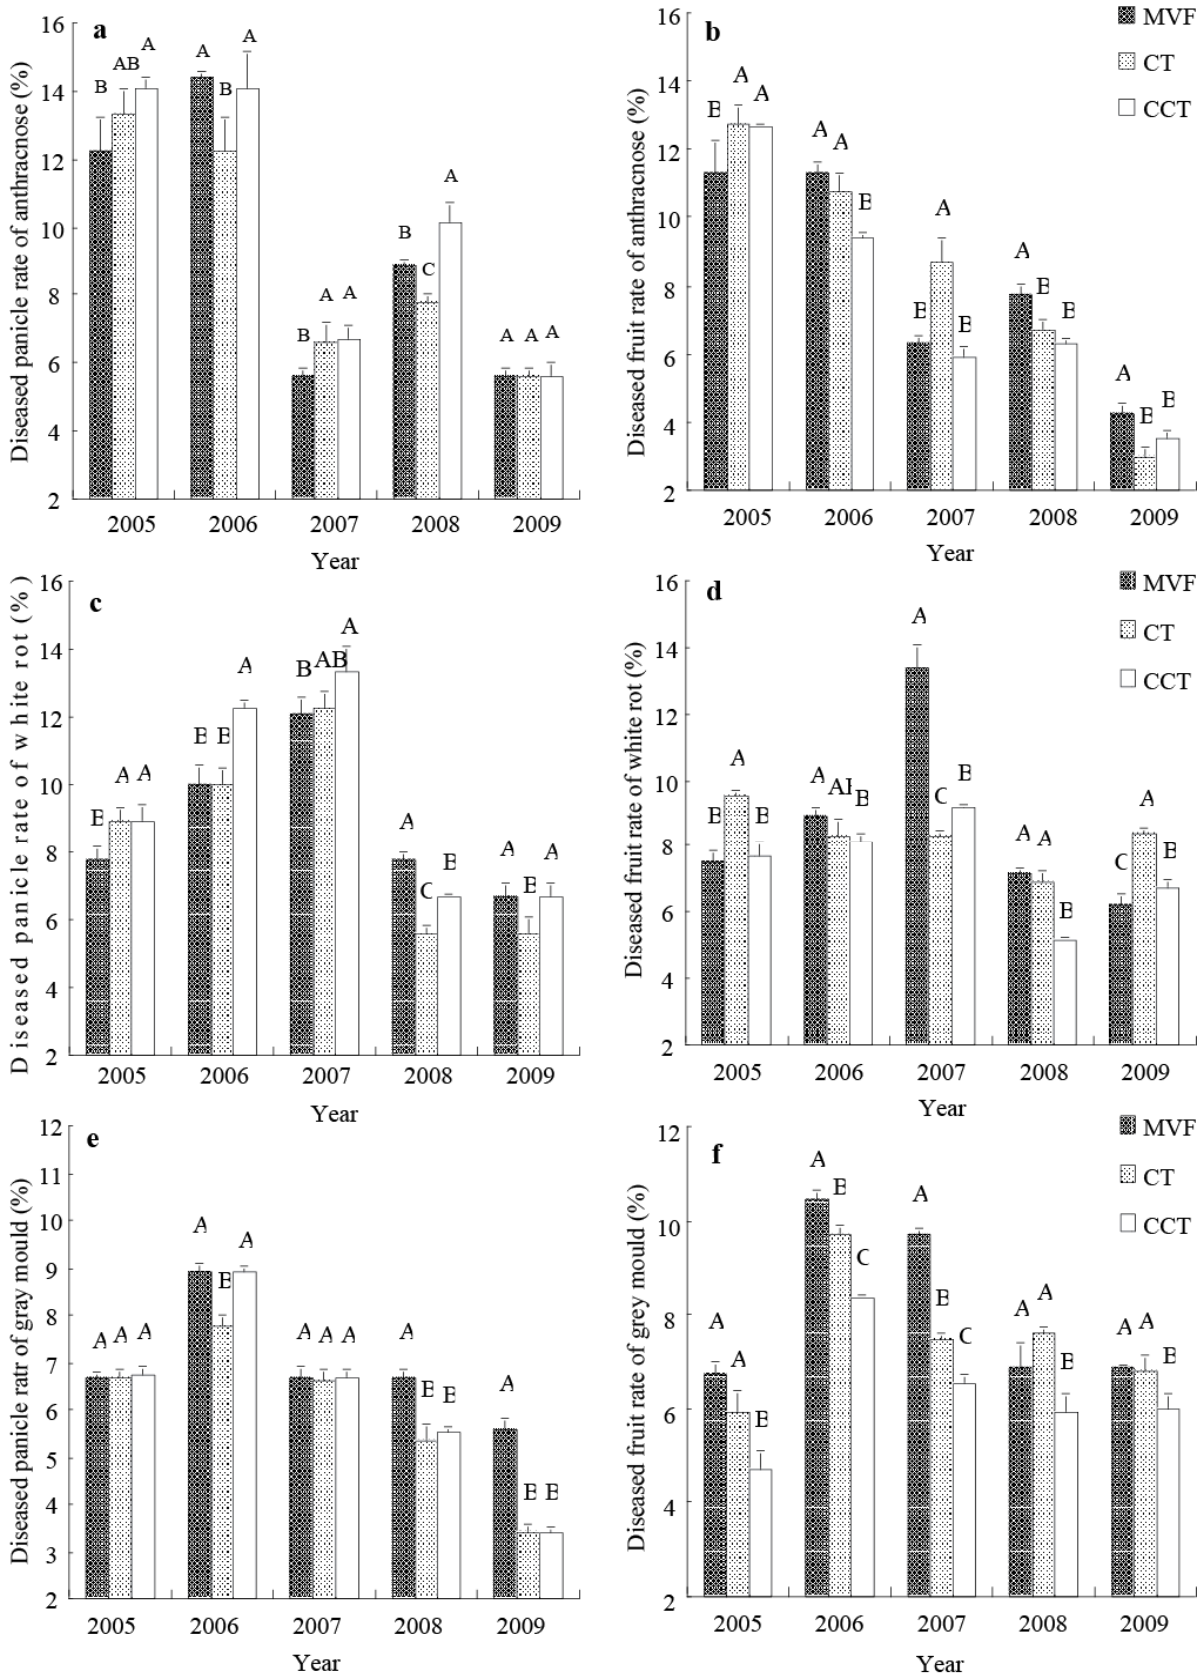 a
Diseased panicle rate of anthracnose (%)
16
14
12
10
8
6
4
2
B AB A
A B A
B A A
B C A
A A A
2005 2006 2007 2008 2009
Year
b
MVF
CT
CCT
Diseased fruit rate of anthracnose (%)
16
14
12
10
8
6
4
2
B A A
A A B
B A B
A B B
A B B
2005 2006 2007 2008 2009
Year
c
Diseased panicle rate of white rot (%)
16
14
12
10
8
6
4
2
B A A
B B A
B AB A
A C B
A B A
2005 2006 2007 2008 2009
Year
d
MVF
CT
CCT
Diseased fruit rate of white rot (%)
16
14
12
10
8
6
4
2
B A B
A AB B
A C B
A A B
C A B
2005 2006 2007 2008 2009
Year
e
Diseased panicle ratr of gray mould (%)
12
11
10
9
8
7
6
5
4
3
2
A A A
A B A
A A A
A B B
A B B
2005 2006 2007 2008 2009
Year
f
MVF
CT
CCT
Diseased fruit rate of grey mould (%)
12
10
8
6
4
2
A A B
A B C
A B C
A A B
A A B
2005 2006 2007 2008 2009
Year